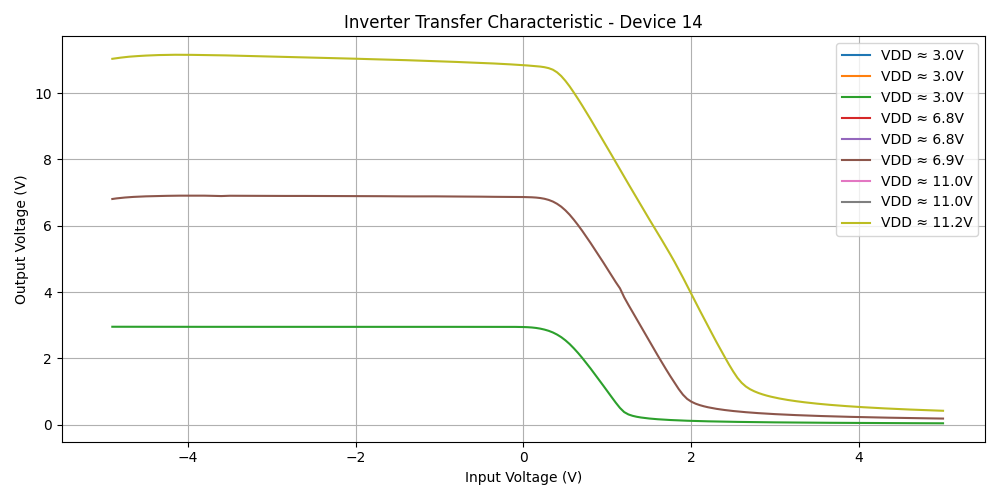 Inverter Transfer Characteristic - Device 14
Output Voltage (V)
10
8
6
4
2
0
−4
−2
0
2
4
Input Voltage (V)
VDD ≈ 3.0V
VDD ≈ 3.0V
VDD ≈ 3.0V
VDD ≈ 6.8V
VDD ≈ 6.8V
VDD ≈ 6.9V
VDD ≈ 11.0V
VDD ≈ 11.0V
VDD ≈ 11.2V